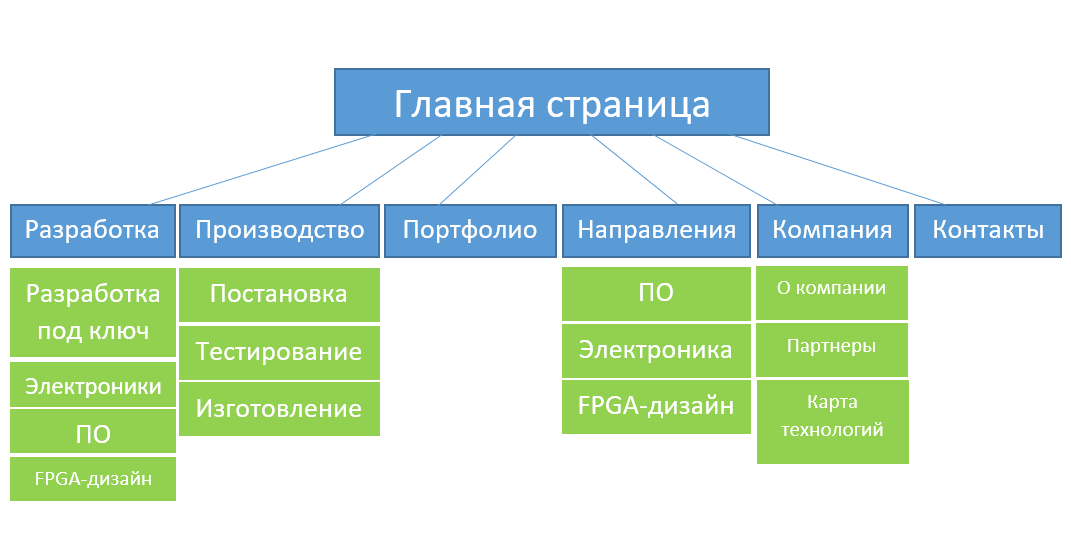 Главная страница
Разработка
Производство
Портфолио
Направления
Компания
Контакты
Разработка
под ключ
Электроники
ПО
FPGA-дизайн
Постановка
Тестирование
Изготовление
ПО
Электроника
FPGA-дизайн
О компании
Партнеры
Карта
технологий